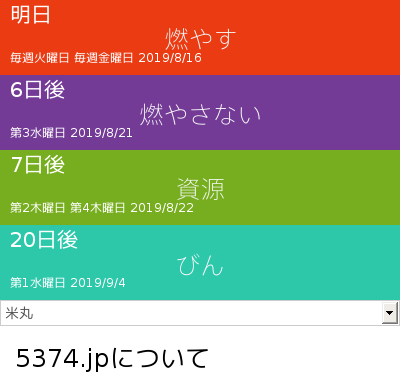 明日
燃やす
毎週火曜日 毎週金曜日 2019/8/16
6日後
燃やさない
第3水曜日 2019/8/21
7日後
資源
第2木曜日 第4木曜日 2019/8/22
20日後
びん
第1水曜日 2019/9/4
米丸
5374.jpについて